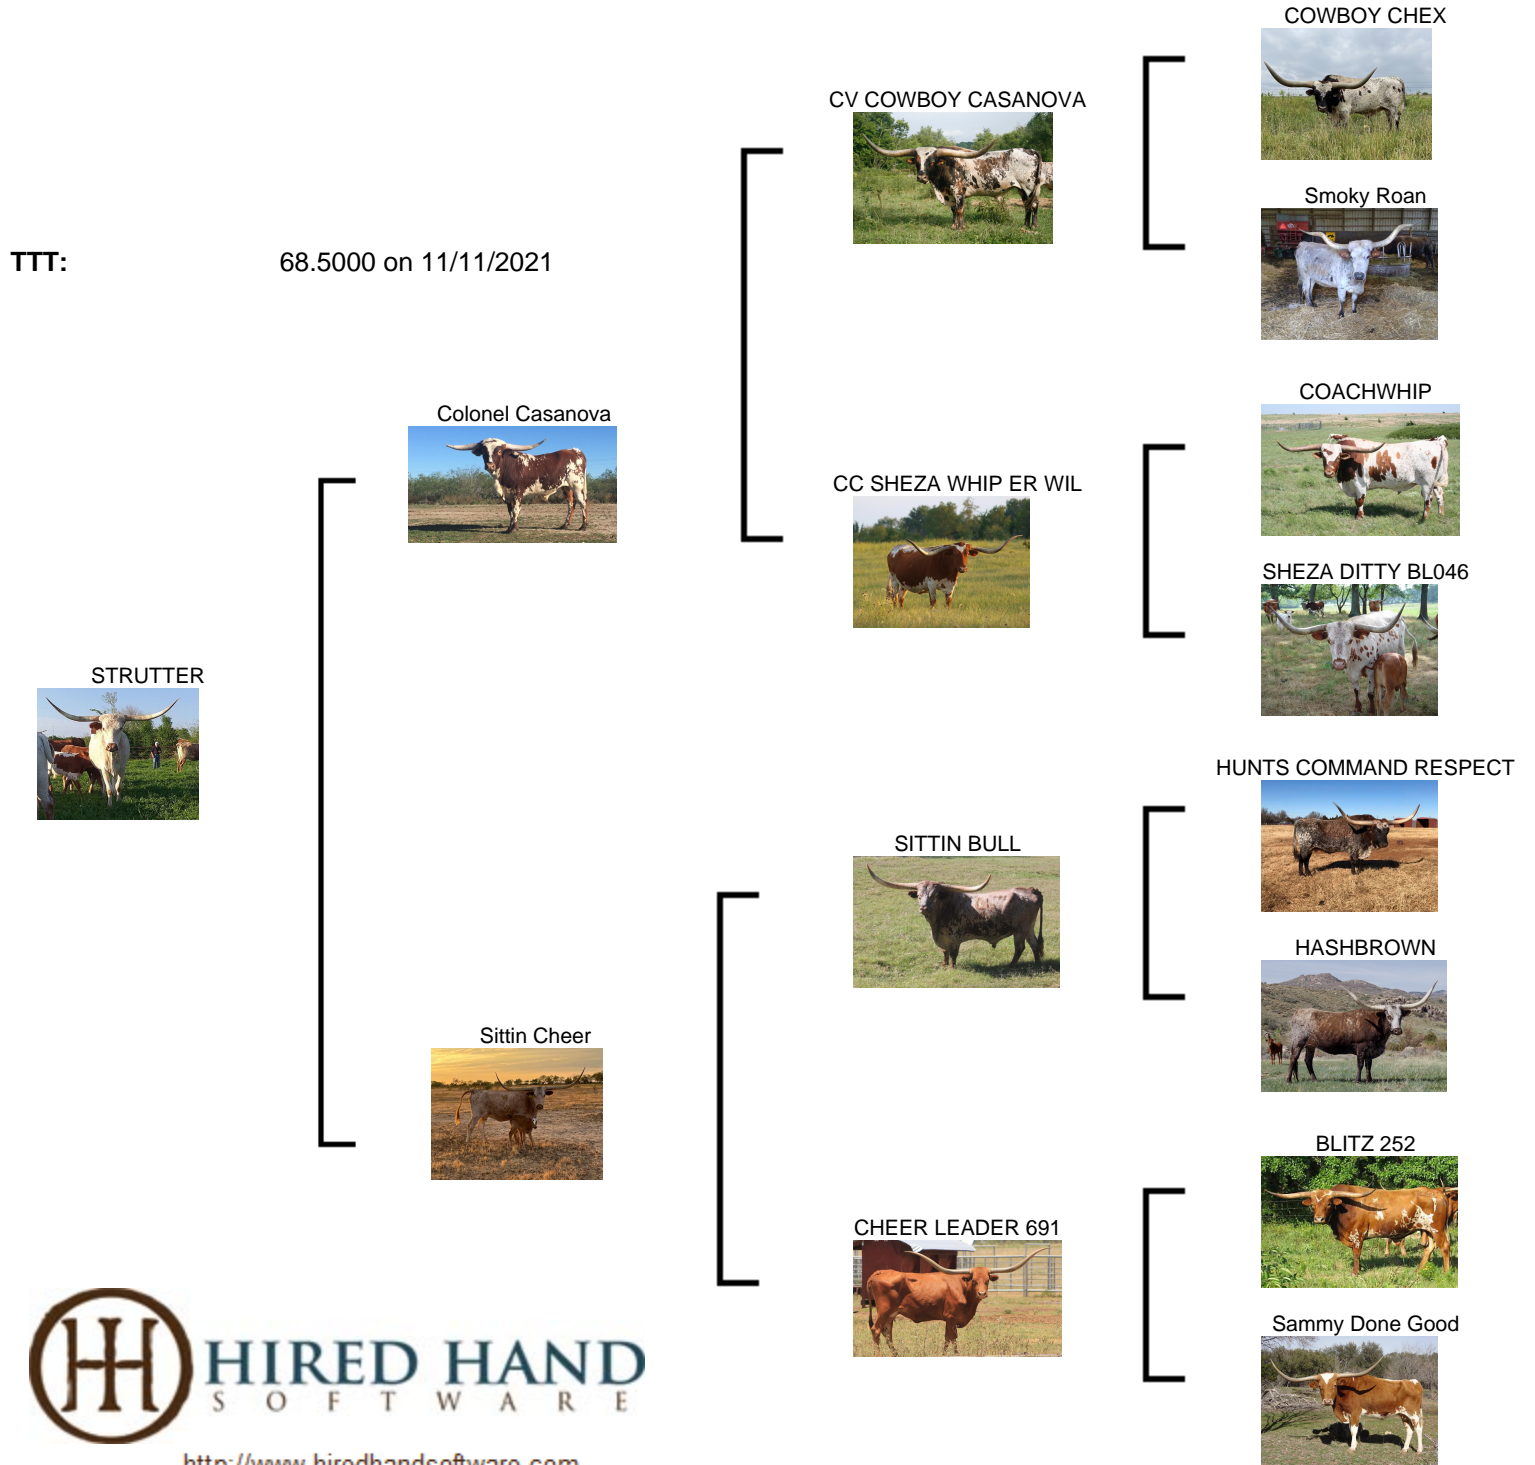 COWBOY CHEX
CV COWBOY CASANOVA
Smoky Roan
TTT: 68.5000 on 11/11/2021
COACHWHIP
Colonel Casanova
CC SHEZA WHIP ER WIL
SHEZA DITTY BL046
STRUTTER
HUNTS COMMAND RESPECT
SITTIN BULL
HASHBROWN
Sittin Cheer
BLITZ 252
CHEER LEADER 691
Sammy Done Good
HIRED HAND
SOFTWARE
http://www.hiredhandsoftware.com